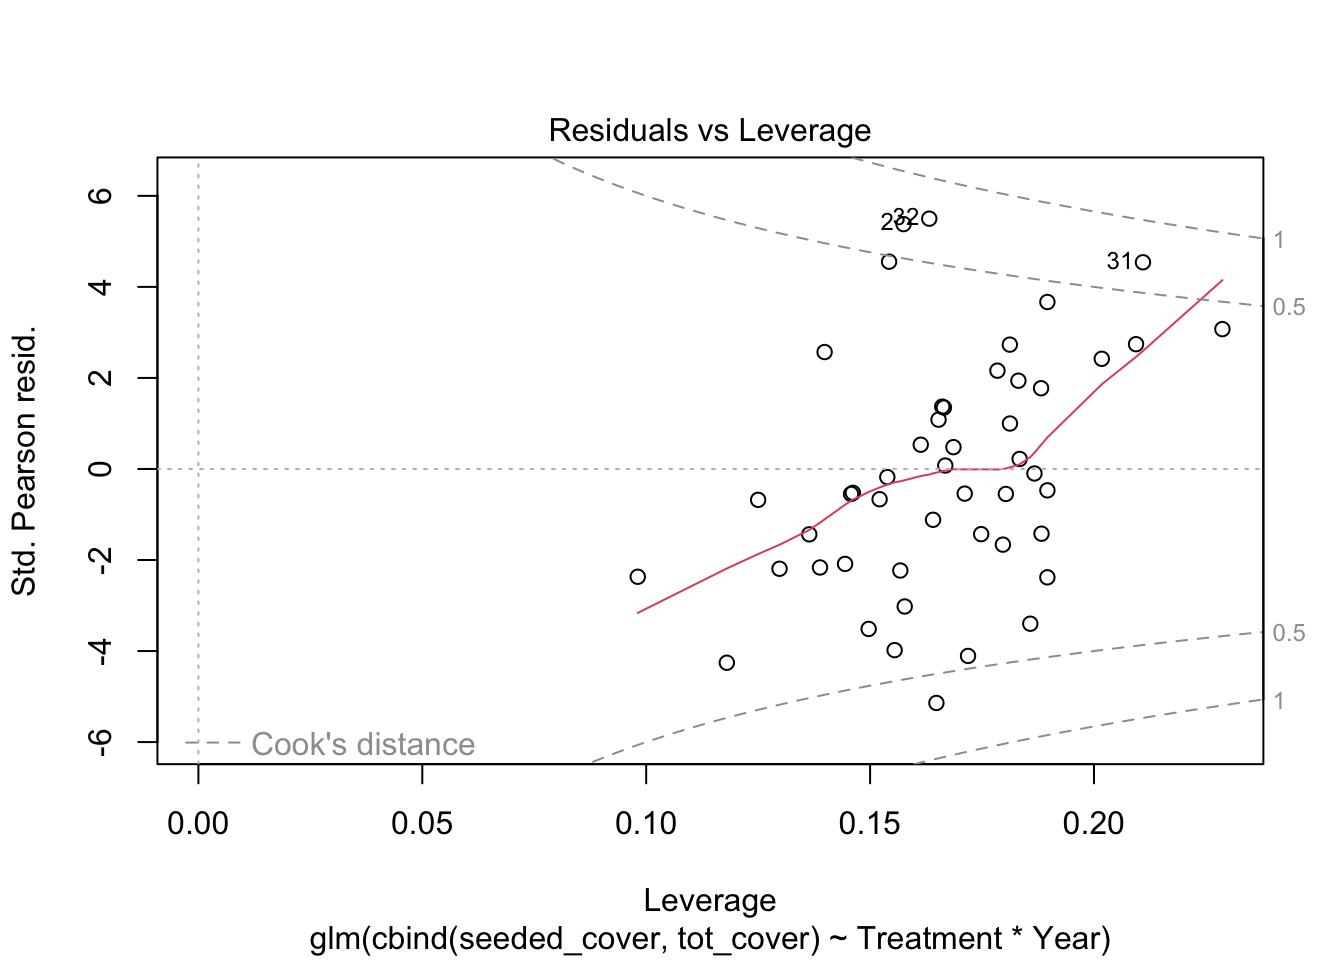 Residuals vs Leverage
6
4
2
0
-2
-4
-6
Std. Pearson resid.
32
31
1
0.5
0.5
1
Cook's distance
0.00 0.05 0.10 0.15 0.20
Leverage
glm(cbind(seeded_cover, tot_cover) ~ Treatment * Year)